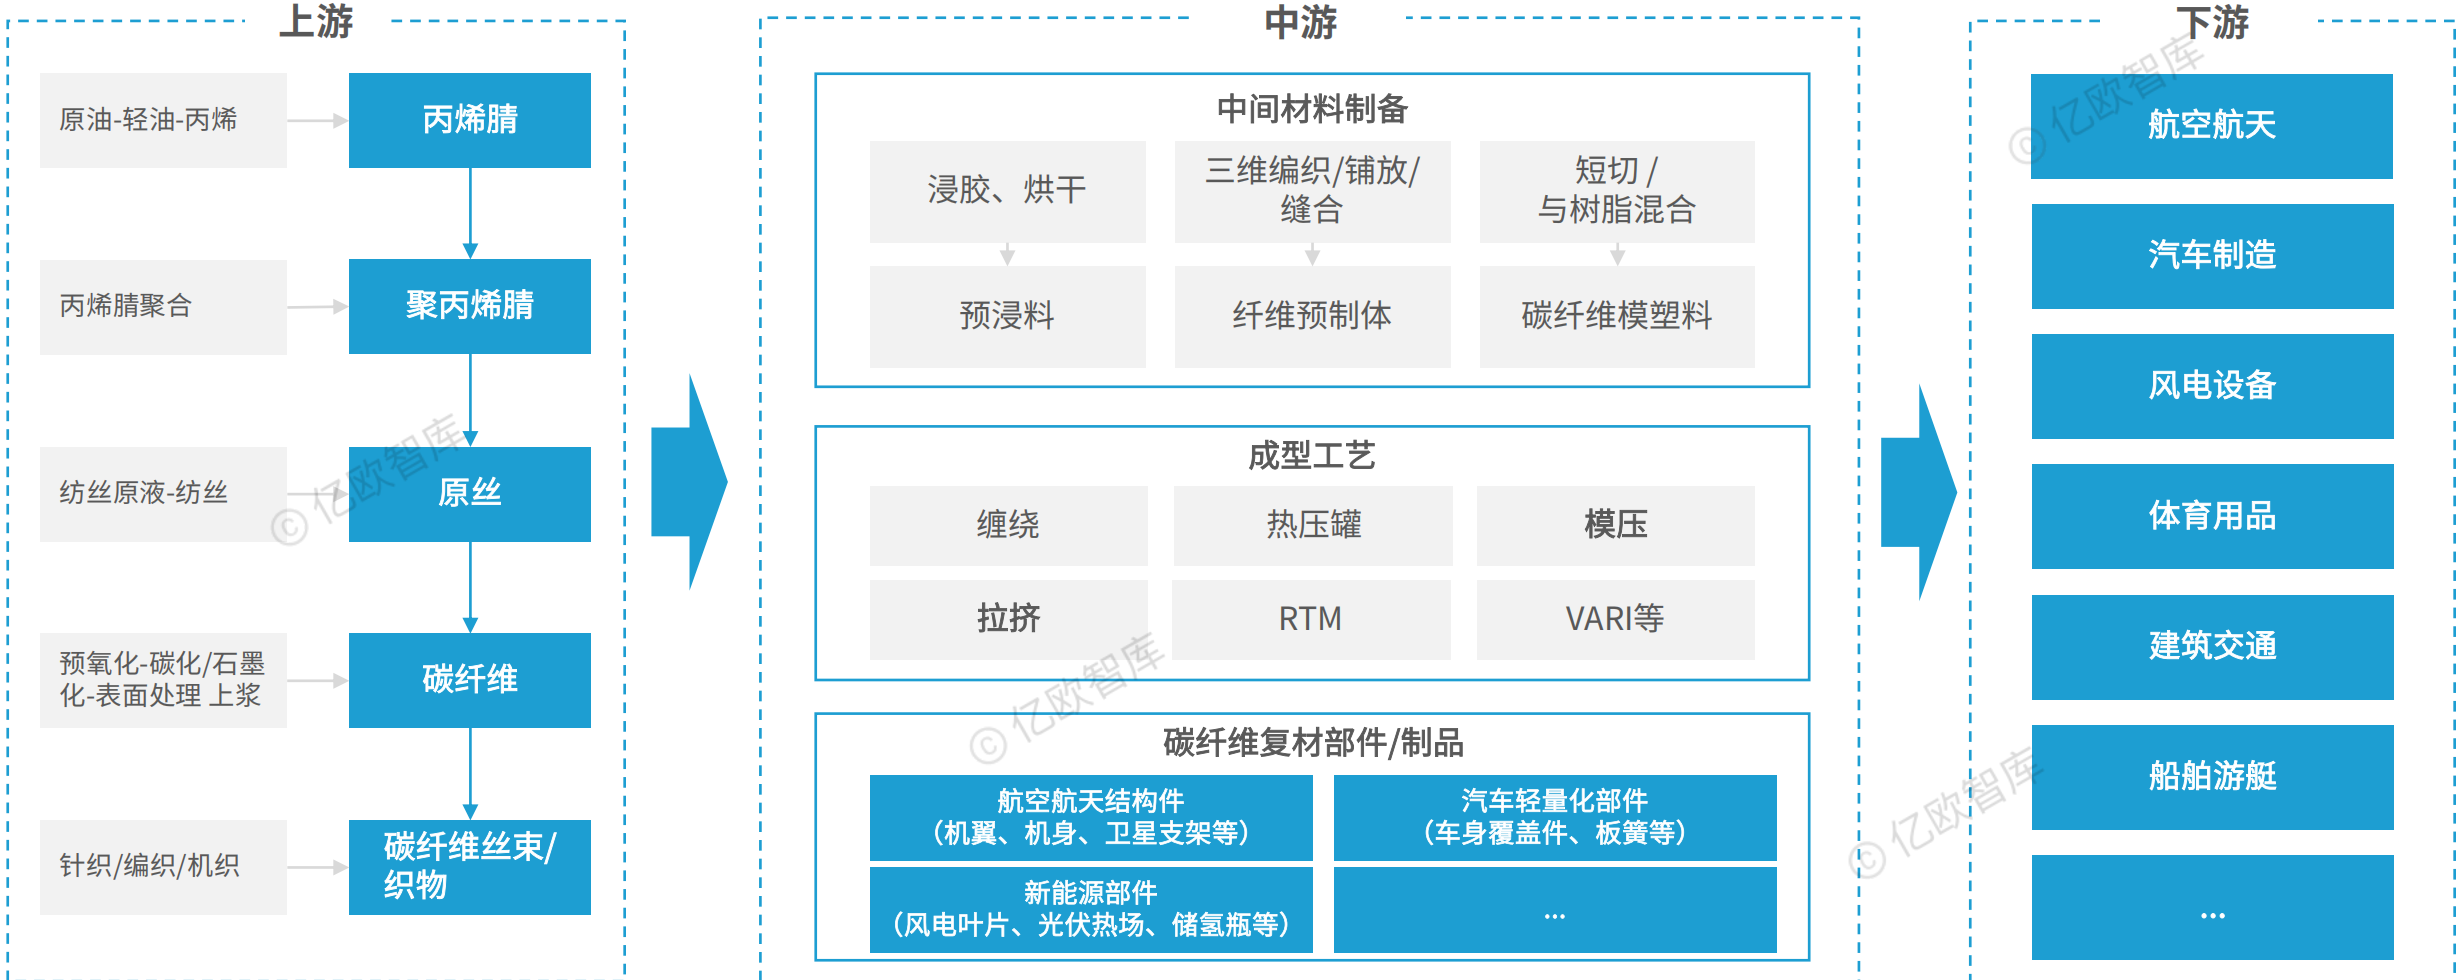 上游
原油-轻油-丙烯
丙烯腈
丙烯腈聚合
聚丙烯腈
纺丝原液-纺丝
原丝
预氧化-碳化/石墨
化-表面处理 上浆
碳纤维
针织/编织/机织
碳纤维丝束/
织物
中游
中间材料制备
浸胶、烘干
三维编织/铺放/
缝合
短切 /
与树脂混合
预浸料
纤维预制体
碳纤维模塑料
成型工艺
缠绕
热压罐
模压
拉挤
RTM
VARI等
碳纤维复材部件/制品
航空航天结构件
（机翼、机身、卫星支架等）
汽车轻量化部件
（车身覆盖件、板簧等）
新能源部件
（风电叶片、光伏热场、储氢瓶等）
...
下游
航空航天
汽车制造
风电设备
体育用品
建筑交通
船舶游艇
...
© 亿欧智库
© 亿欧智库
© 亿欧智库
© 亿欧智库